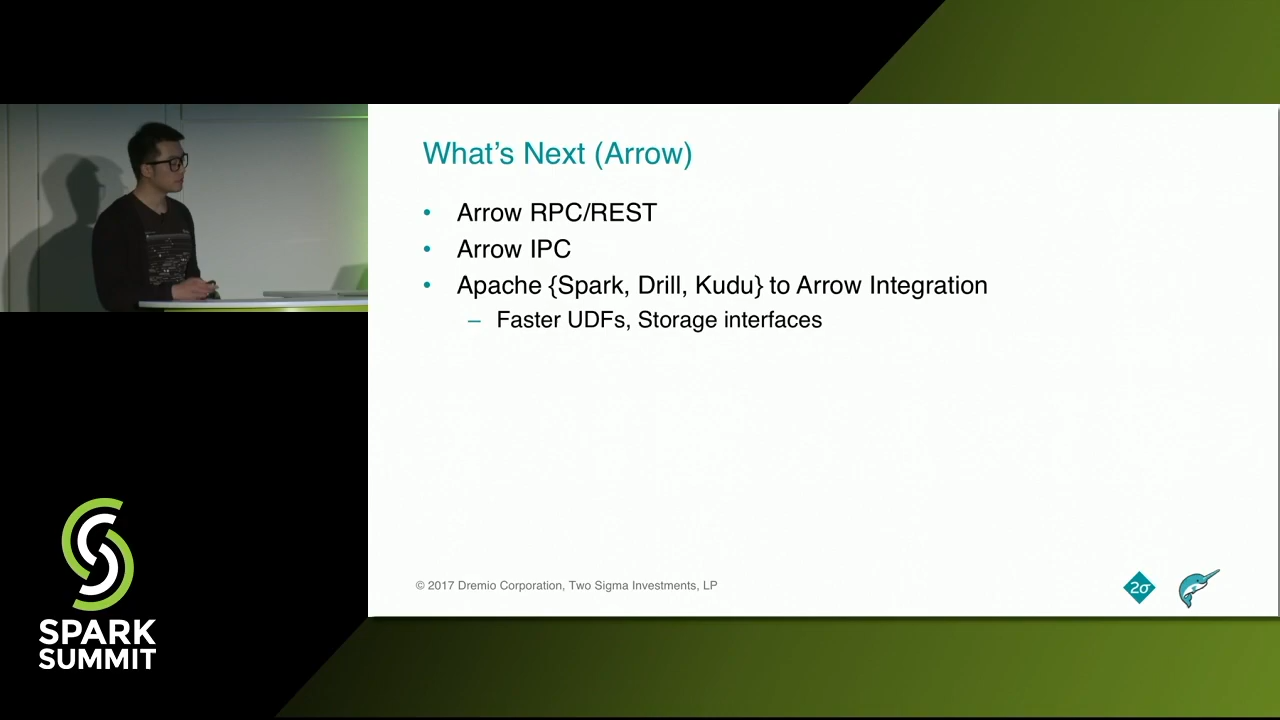 What's Next (Arrow)
• Arrow RPC/REST
• Arrow IPC
• Apache {Spark, Drill, Kudu} to Arrow Integration
– Faster UDFs, Storage interfaces
© 2017 Dremio Corporation, Two Sigma Investments, LP
2σ
SPARK
SUMMIT